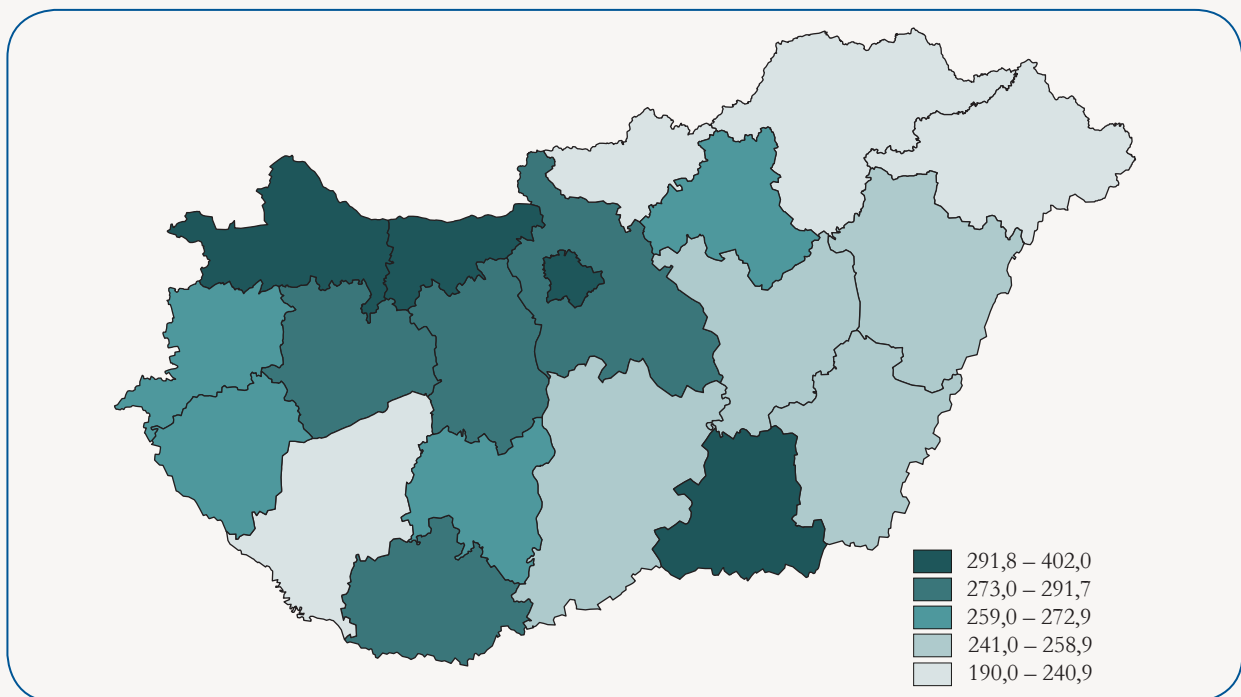 291,8 – 402,0
273,0 – 291,7
259,0 – 272,9
241,0 – 258,9
190,0 – 240,9